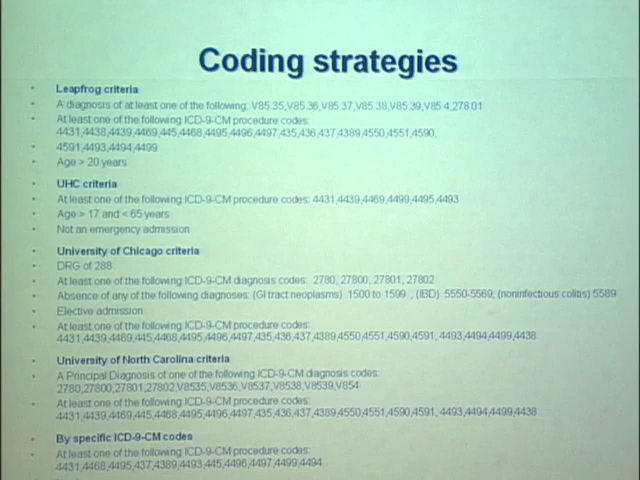 Coding strategies
Leapfrog criteria
A diagnosis of at least one of the following: V85.35,V85.36,V85.37,V85.38,V85.39,V85.4,278.01
At least one of the following ICD-9-CM procedure codes:
4431,4438,4439,4469,445,4468,4495,4496,4497,435,436,437,4389,4550,4551,4590,
4591,4493,4494,4499
Age > 20 years
UHC criteria
At least one of the following ICD-9-CM procedure codes: 4431,4439,4469,4499,4495,4493
Age > 17 and < 65 years
Not an emergency admission
University of Chicago criteria
DRG of 288
At least one of the following ICD-9-CM diagnosis codes: 2780, 27800, 27801, 27802
Absence of any of the following diagnoses: (GI tract neoplasms) 1500 to 1599 , (IBD) 5550-5569; (noninfectious colitis) 5589
Elective admission
At least one of the following ICD-9-CM procedure codes:
4431,4439,4469,445,4468,4495,4496,4497,435,436,437,4389,4550,4551,4590,4591, 4493,4494,4499,4438
University of North Carolina criteria
A Principal Diagnosis of one of the following ICD-9-CM diagnosis codes:
2780,27800,27801,27802,V8535,V8536,V8537,V8538,V8539,V854
At least one of the following ICD-9-CM procedure codes:
4431,4439,4469,445,4468,4495,4496,4497,435,436,437,4389,4550,4551,4590,4591, 4493,4494,4499,4438
By specific ICD-9-CM codes
At least one of the following ICD-9-CM procedure codes:
4431,4468,4495,437,4389,4493,445,4496,4497,4499,4494